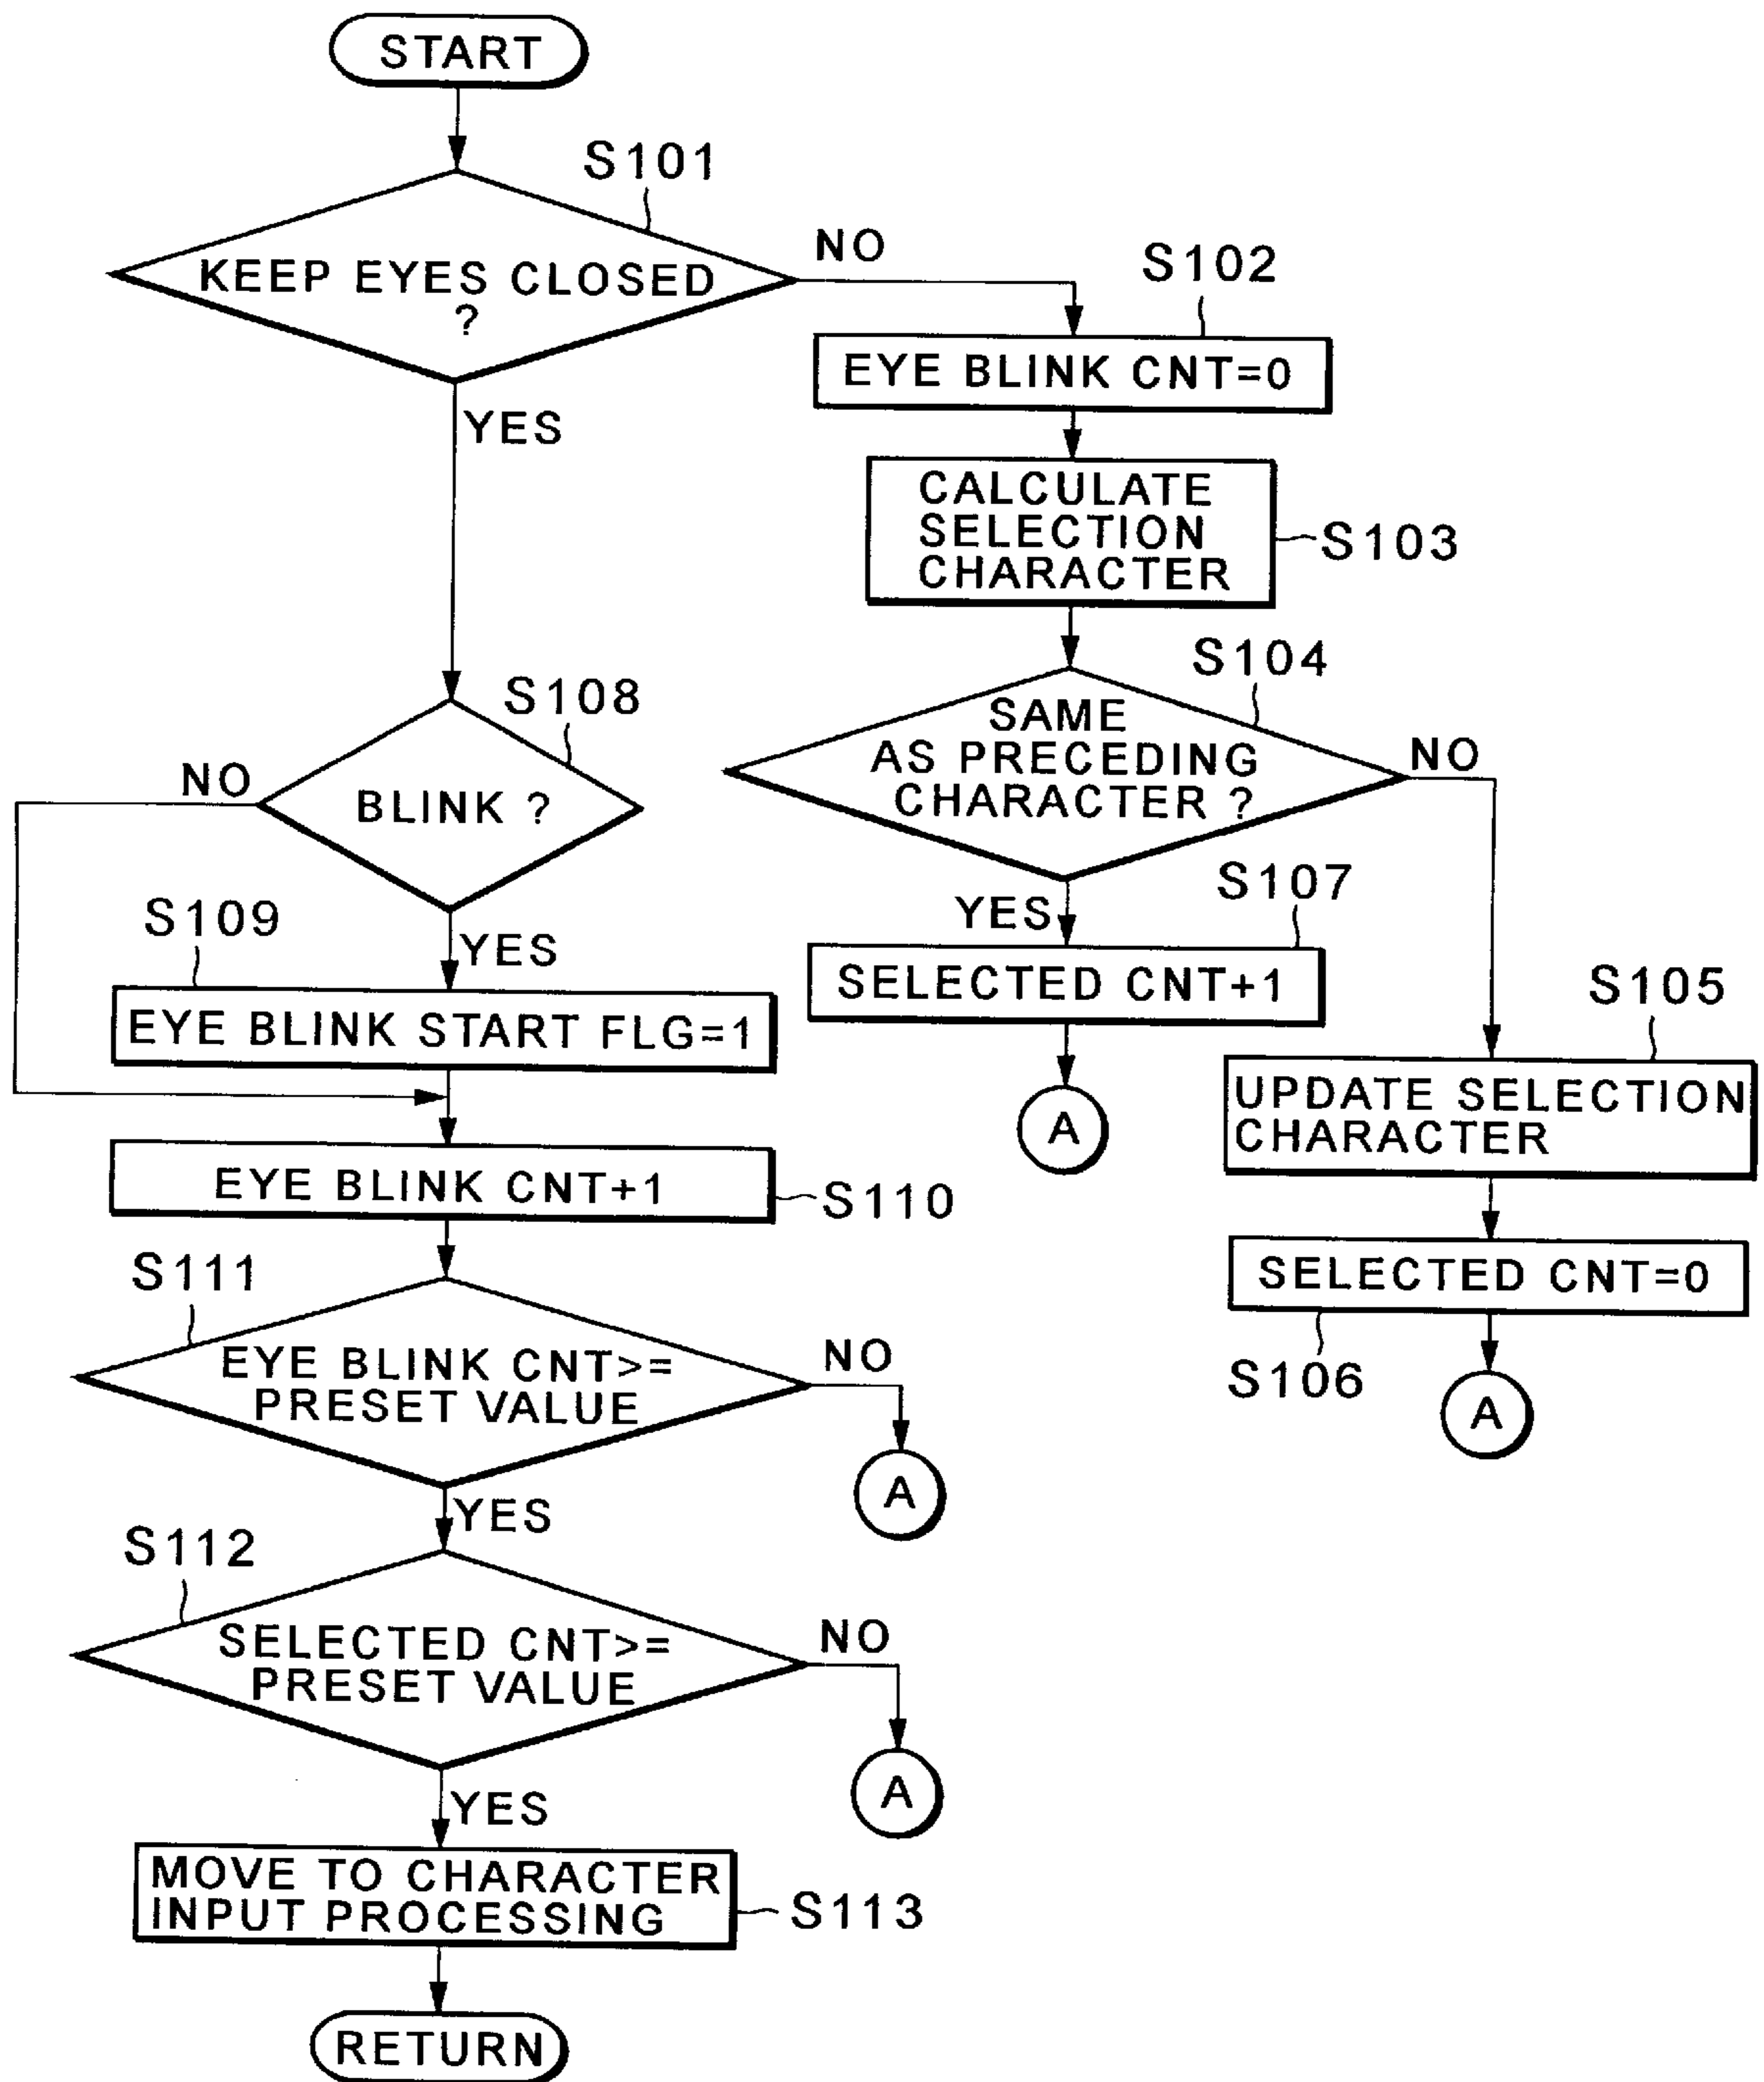 START
S101
KEEP EYES CLOSED
?
NO
YES
S102
EYE BLINK CNT=0
CALCULATE
SELECTION
CHARACTER
S103
S104
SAME
AS PRECEDING
CHARACTER ?
NO
YES
S107
SELECTED CNT+1
A
S105
UPDATE SELECTION
CHARACTER
SELECTED CNT=0
S106
A
S108
BLINK ?
NO
YES
S109
EYE BLINK START FLG=1
EYE BLINK CNT+1
S110
S111
EYE BLINK CNT>=
PRESET VALUE
NO
A
YES
S112
SELECTED CNT>=
PRESET VALUE
NO
A
YES
MOVE TO CHARACTER
INPUT PROCESSING
S113
RETURN